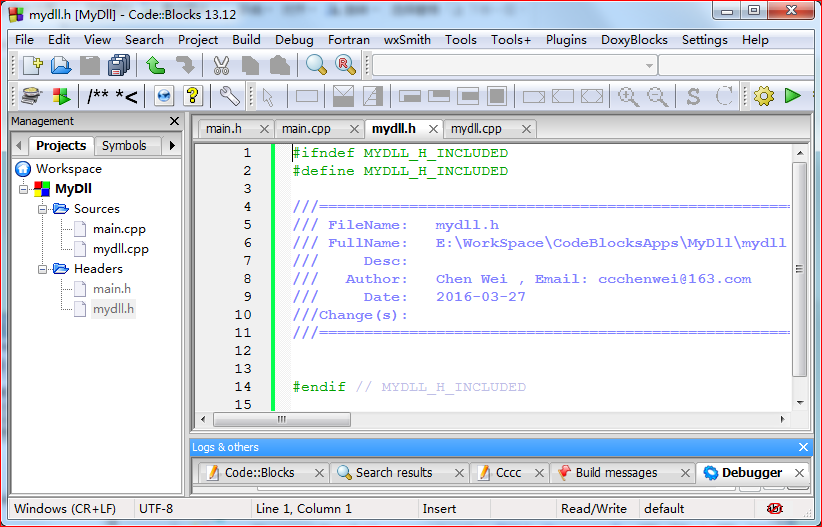 mydll.h [MyDll] - Code::Blocks 13.12
File Edit View Search Project Build Debug Fortran wxSmith Tools Tools+ Plugins DoxyBlocks Settings Help
/** *<
S C
Management
main.h main.cpp mydll.h mydll.cpp
Projects Symbols
Workspace
MyDll
Sources
main.cpp
mydll.cpp
Headers
main.h
mydll.h
1 #ifndef MYDLL_H_INCLUDED
2 #define MYDLL_H_INCLUDED
3
4 ///=======================================================
5 /// FileName: mydll.h
6 /// FullName: E:\WorkSpace\CodeBlocksApps\MyDll\mydll
7 /// Desc:
8 /// Author: Chen Wei , Email: ccchenwei@163.com
9 /// Date: 2016-03-27
10 ///Change(s):
11 ///=======================================================
12
13
14 #endif // MYDLL_H_INCLUDED
15
Logs & others
Code::Blocks Search results Cccc Build messages Debugger
Windows (CR+LF) UTF-8 Line 1, Column 1 Insert Read/Write default